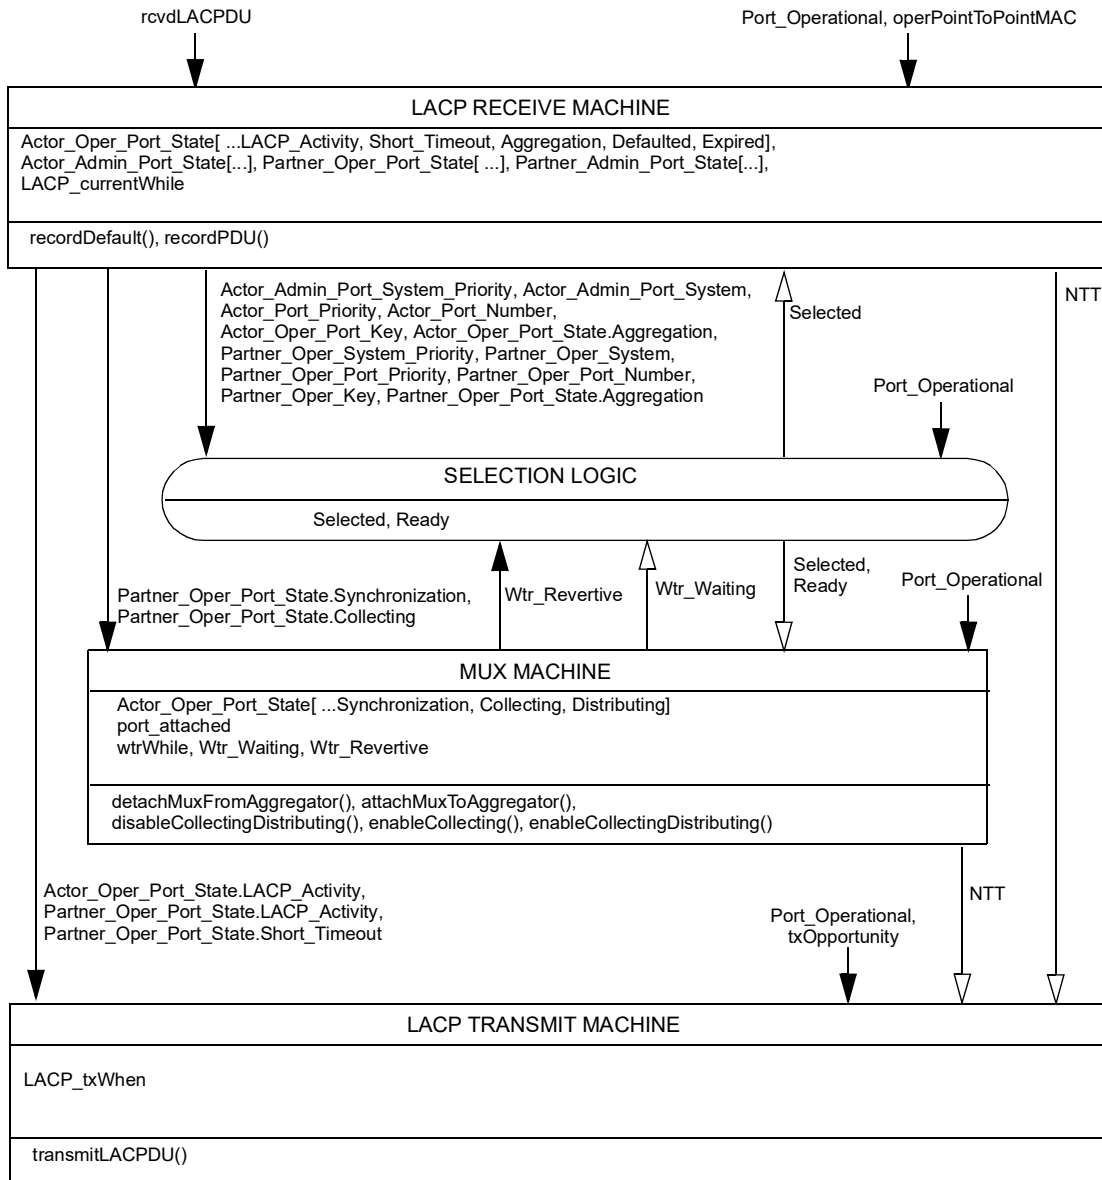 rcvdLACPDU
Port_Operational, operPointToPointMAC
LACP RECEIVE MACHINE
Actor_Oper_Port_State[ ...LACP_Activity, Short_Timeout, Aggregation, Defaulted, Expired],
Actor_Admin_Port_State[...], Partner_Oper_Port_State[ ...], Partner_Admin_Port_State[...],
LACP_currentWhile
recordDefault(), recordPDU()
Actor_Admin_Port_System_Priority, Actor_Admin_Port_System,
Actor_Port_Priority, Actor_Port_Number,
Actor_Oper_Port_Key, Actor_Oper_Port_State.Aggregation,
Partner_Oper_System_Priority, Partner_Oper_System,
Partner_Oper_Port_Priority, Partner_Oper_Port_Number,
Partner_Oper_Key, Partner_Oper_Port_State.Aggregation
Selected
NTT
Port_Operational
SELECTION LOGIC
Selected, Ready
Partner_Oper_Port_State.Synchronization,
Partner_Oper_Port_State.Collecting
Wtr_Revertive
Wtr_Waiting
Selected,
Ready
Port_Operational
MUX MACHINE
Actor_Oper_Port_State[ ...Synchronization, Collecting, Distributing]
port_attached
wtrWhile, Wtr_Waiting, Wtr_Revertive
detachMuxFromAggregator(), attachMuxToAggregator(),
disableCollectingDistributing(), enableCollecting(), enableCollectingDistributing()
Actor_Oper_Port_State.LACP_Activity,
Partner_Oper_Port_State.LACP_Activity,
Partner_Oper_Port_State.Short_Timeout
Port_Operational,
txOpportunity
NTT
LACP TRANSMIT MACHINE
LACP_txWhen
transmitLACPDU()